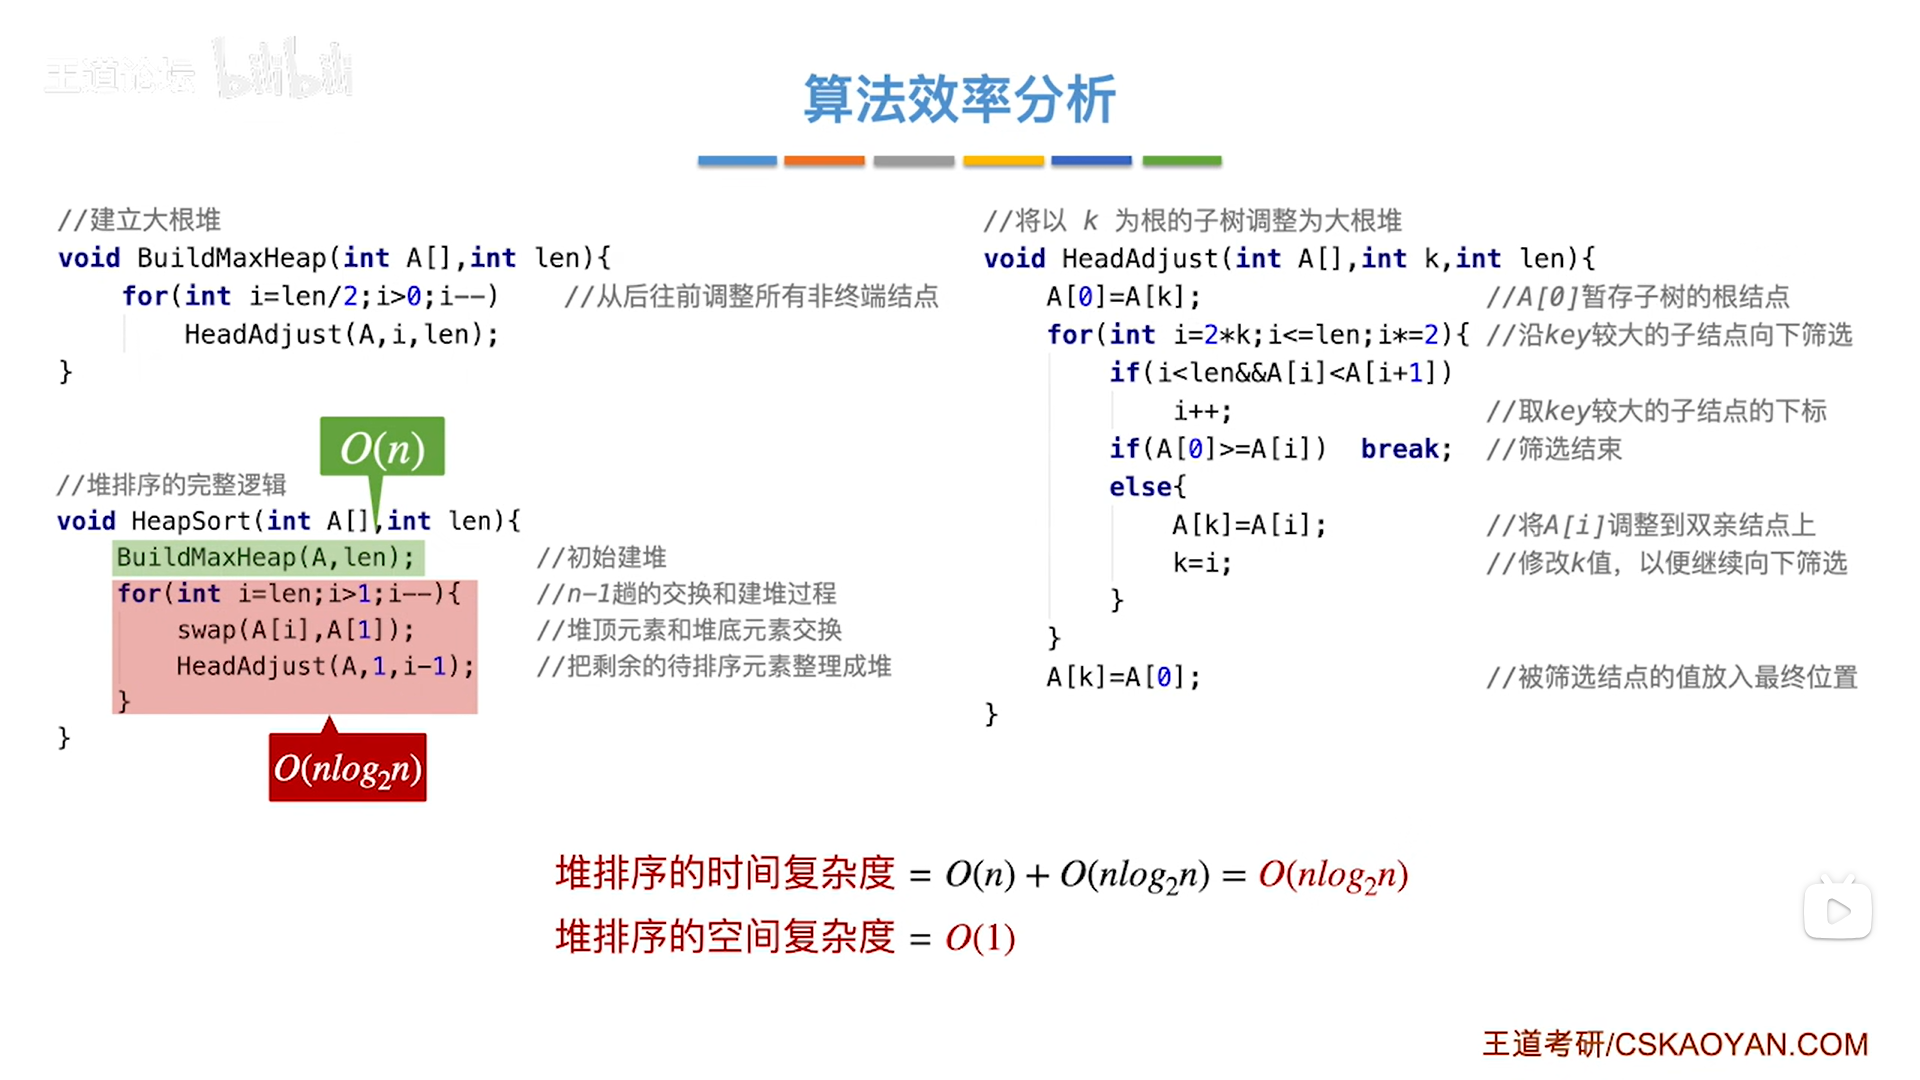 王道论坛 bilibili
算法效率分析
//建立大根堆
void BuildMaxHeap(int A[],int len){
for(int i=len/2;i>0;i--) //从后往前调整所有非终端结点
HeadAdjust(A,i,len);
}
O(n)
//堆排序的完整逻辑
void HeapSort(int A[],int len){
BuildMaxHeap(A,len); //初始建堆
for(int i=len;i>1;i--){ //n-1趟的交换和建堆过程
swap(A[i],A[1]); //堆顶元素和堆底元素交换
HeadAdjust(A,1,i-1); //把剩余的待排序元素整理成堆
}
}
O(nlog₂n)
//将以 k 为根的子树调整为大根堆
void HeadAdjust(int A[],int k,int len){
A[0]=A[k]; //A[0]暂存子树的根结点
for(int i=2*k;i<=len;i*=2){ //沿key较大的子结点向下筛选
if(i<len&&A[i]<A[i+1])
i++; //取key较大的子结点的下标
if(A[0]>=A[i]) break; //筛选结束
else{
A[k]=A[i]; //将A[i]调整到双亲结点上
k=i; //修改k值，以便继续向下筛选
}
}
A[k]=A[0]; //被筛选结点的值放入最终位置
}
堆排序的时间复杂度 = O(n) + O(nlog₂n) = O(nlog₂n)
堆排序的空间复杂度 = O(1)
王道考研/CSKAOYAN.COM